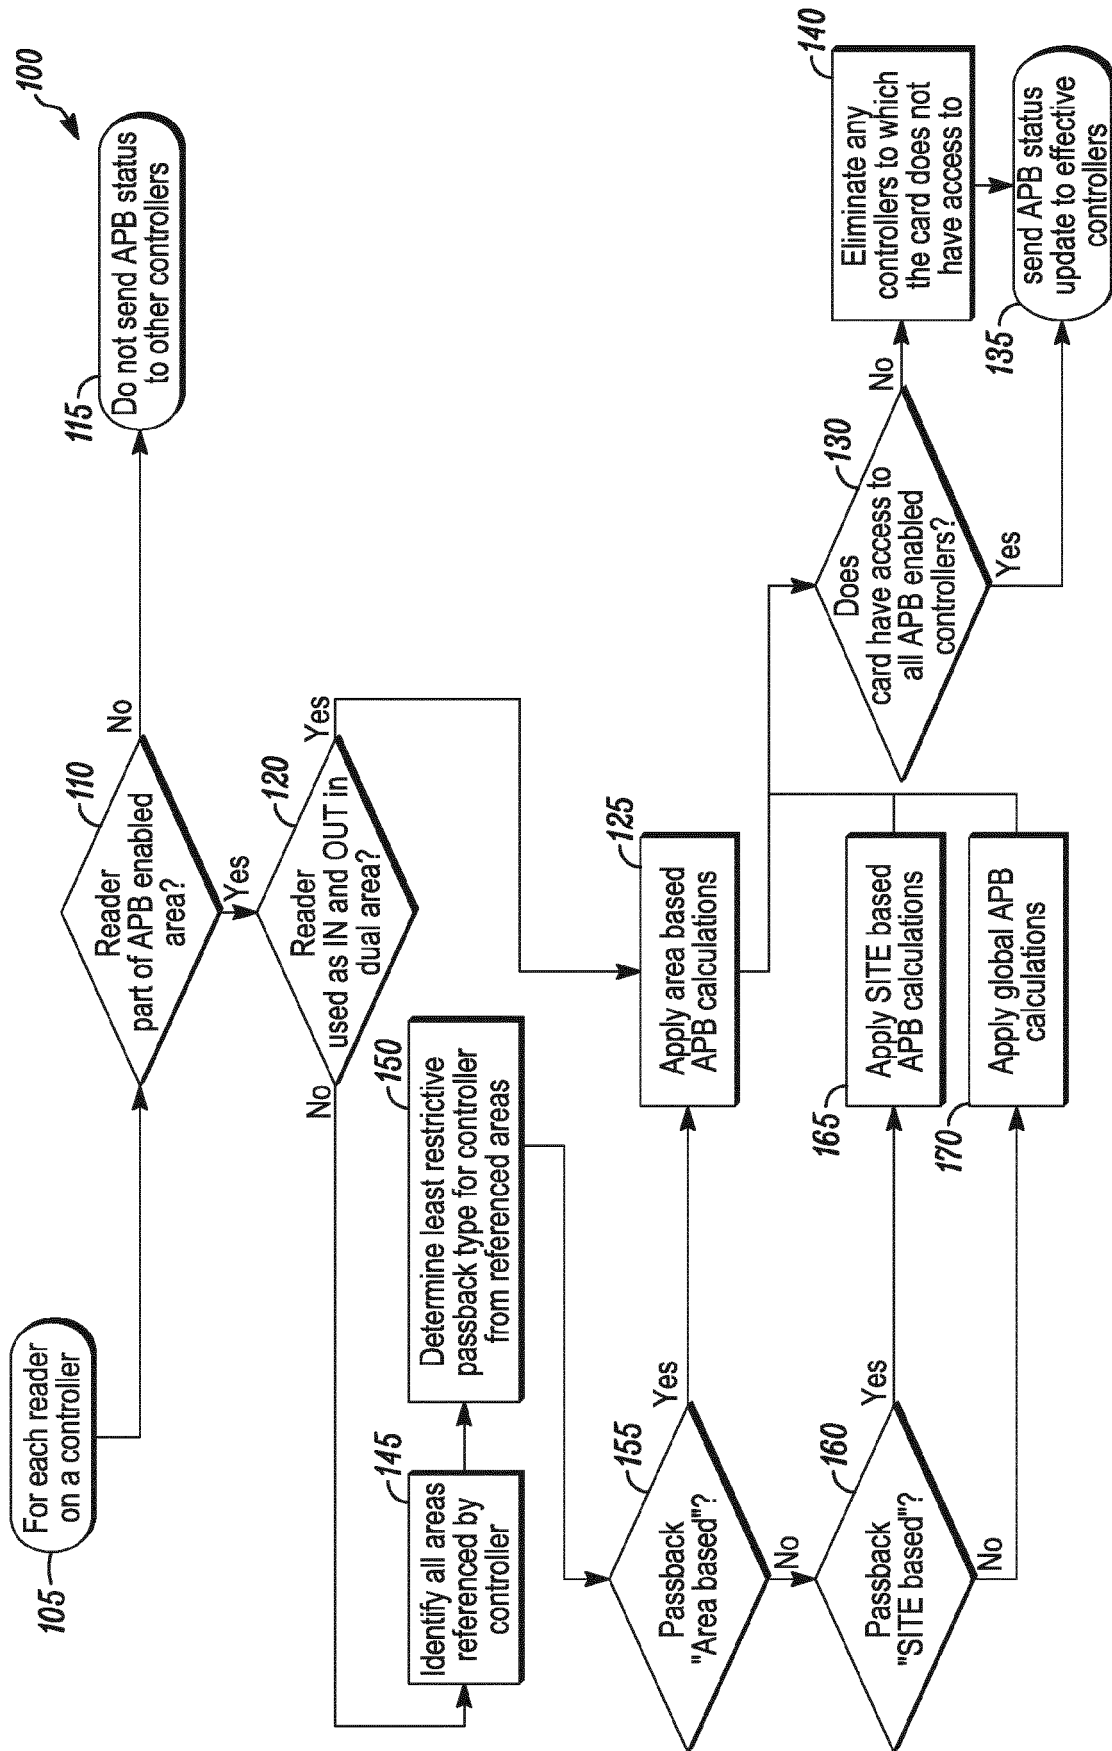 100
105
For each reader
on a controller
110
Reader
part of APB enabled
area?
No
Yes
115
Do not send APB status
to other controllers
120
Reader
used as IN and OUT in
dual area?
Yes
No
145
Identify all areas
referenced by
controller
150
Determine least restrictive
passback type for controller
from referenced areas
155
Passback
"Area based"?
Yes
No
160
Passback
"SITE based"?
Yes
No
125
Apply area based
APB calculations
165
Apply SITE based
APB calculations
170
Apply global APB
calculations
130
Does
card have access to
all APB enabled
controllers?
No
Yes
140
Eliminate any
controllers to which
the card does not
have access to
135
send APB status
update to effective
controllers